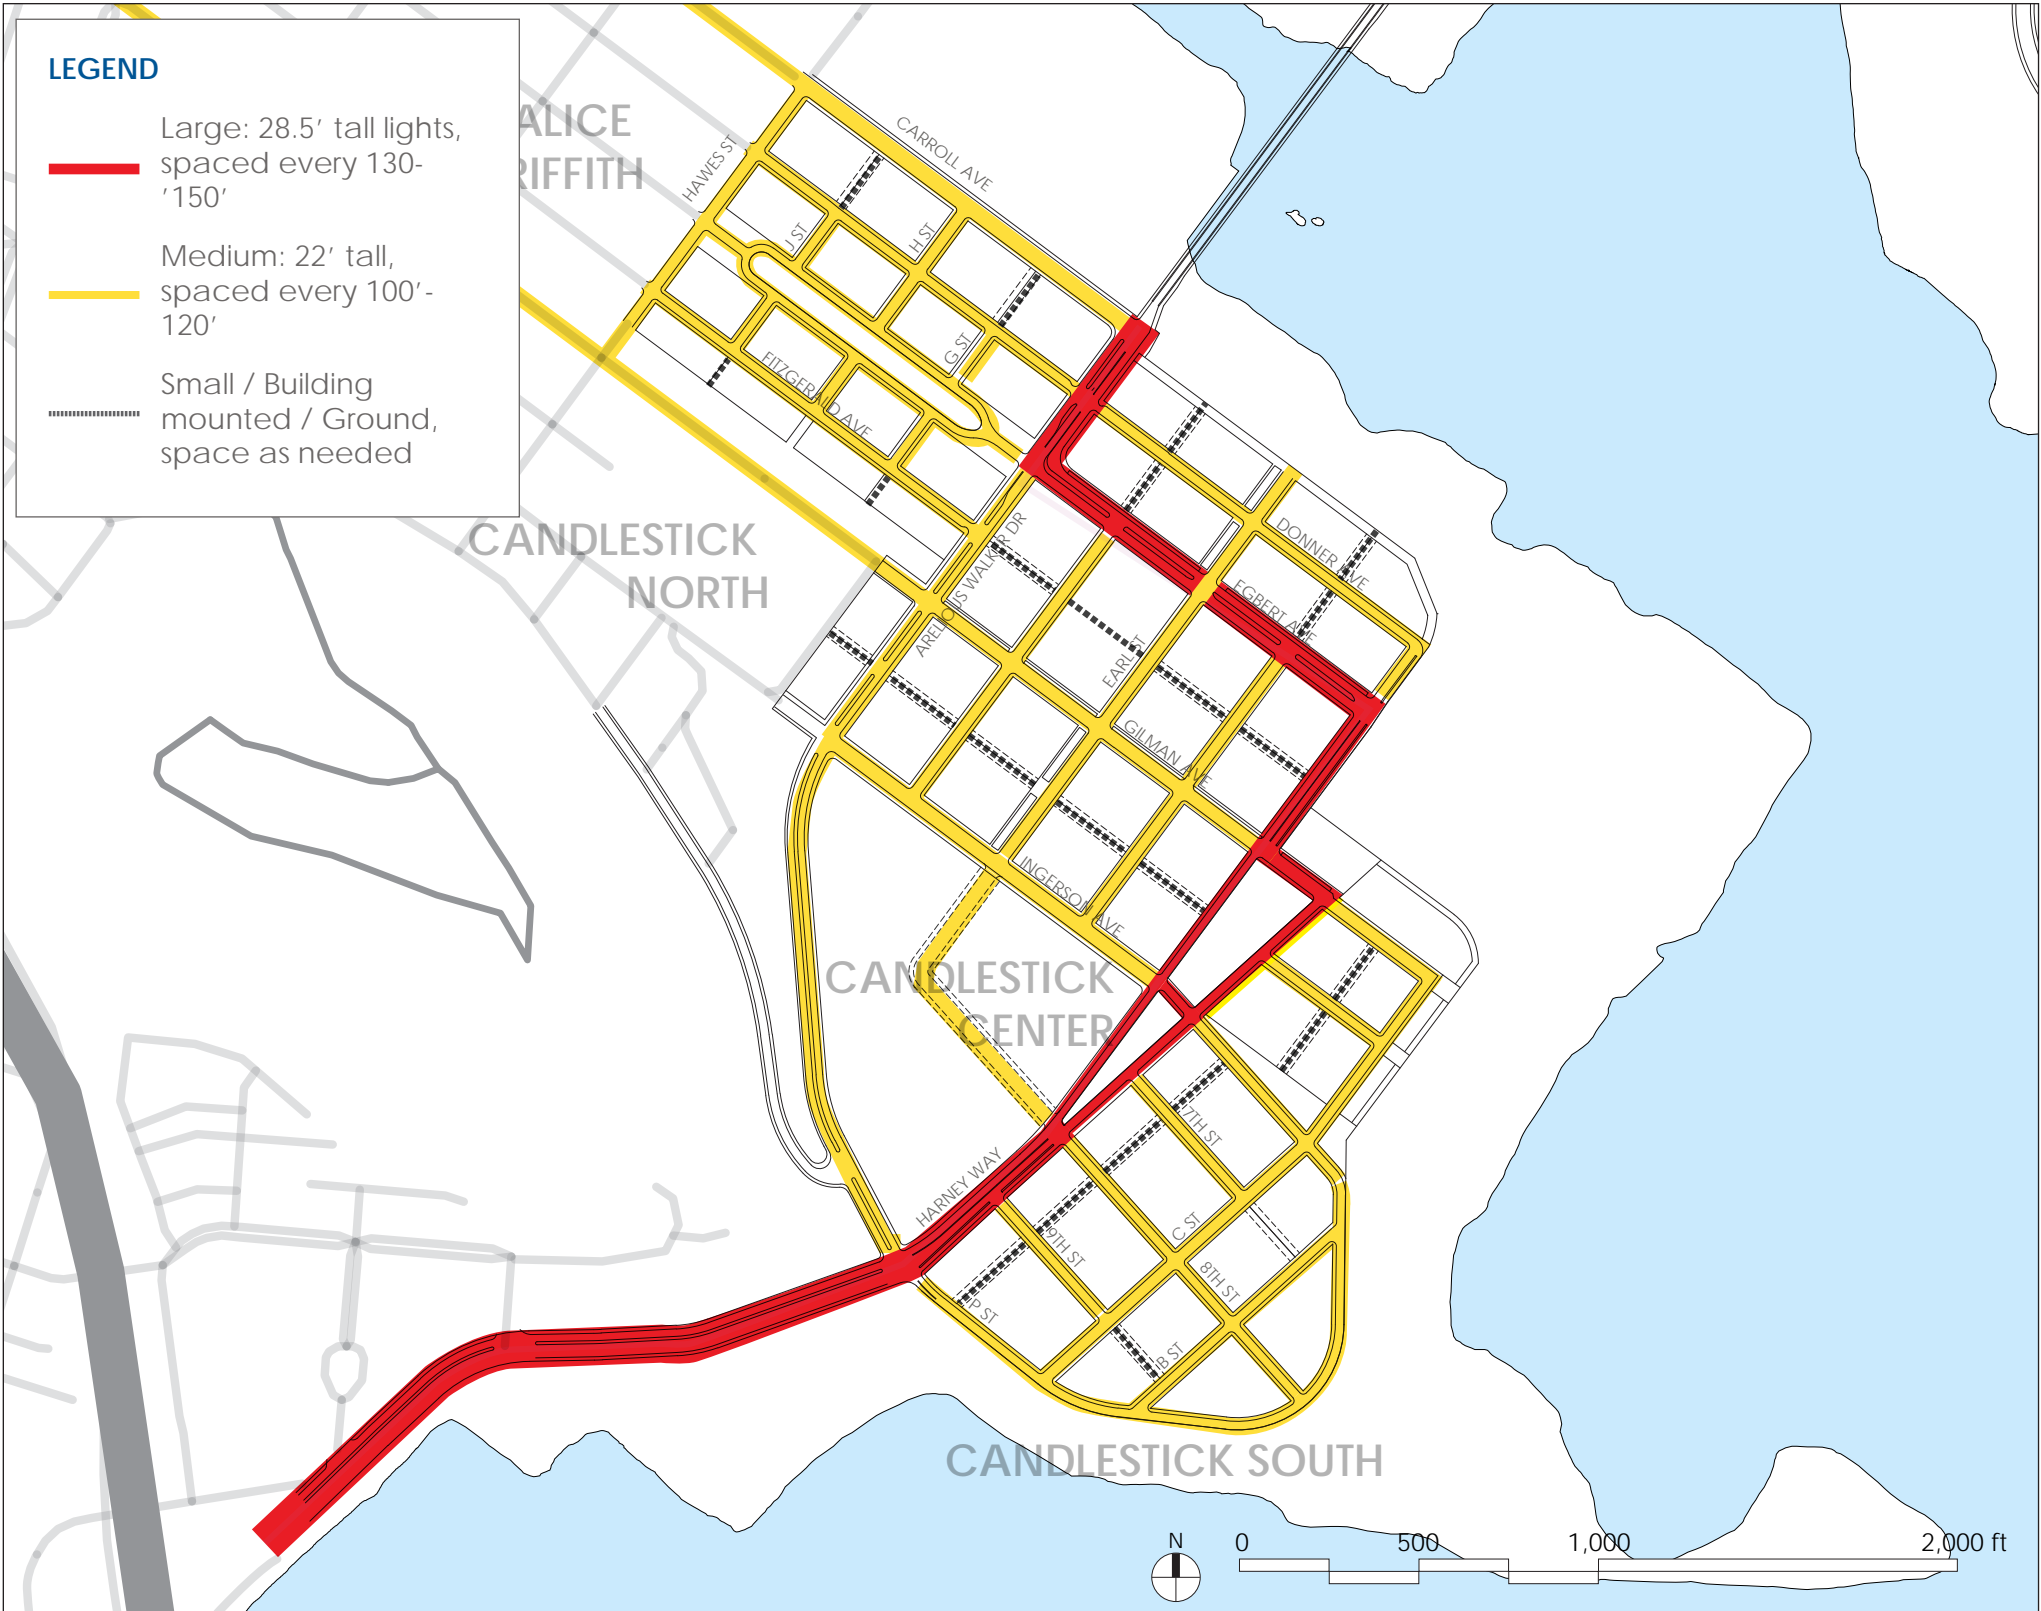 LEGEND
Large: 28.5' tall lights,
spaced every 130-
'150'
Medium: 22' tall,
spaced every 100'-
120'
Small / Building
mounted / Ground,
space as needed
ALICE
RIFFITH
CARROLL AVE
HAWES ST
J ST
H ST
G ST
FITZGERALD AVE
CANDLESTICK
NORTH
ARELIOUS WALKER DR
DONNER AVE
EGBERT AVE
EARL ST
GILMAN AVE
INGERSON AVE
CANDLESTICK
CENTER
7TH ST
HARNEY WAY
9TH ST
C ST
8TH ST
P ST
B ST
CANDLESTICK SOUTH
N
0 500 1,000 2,000 ft